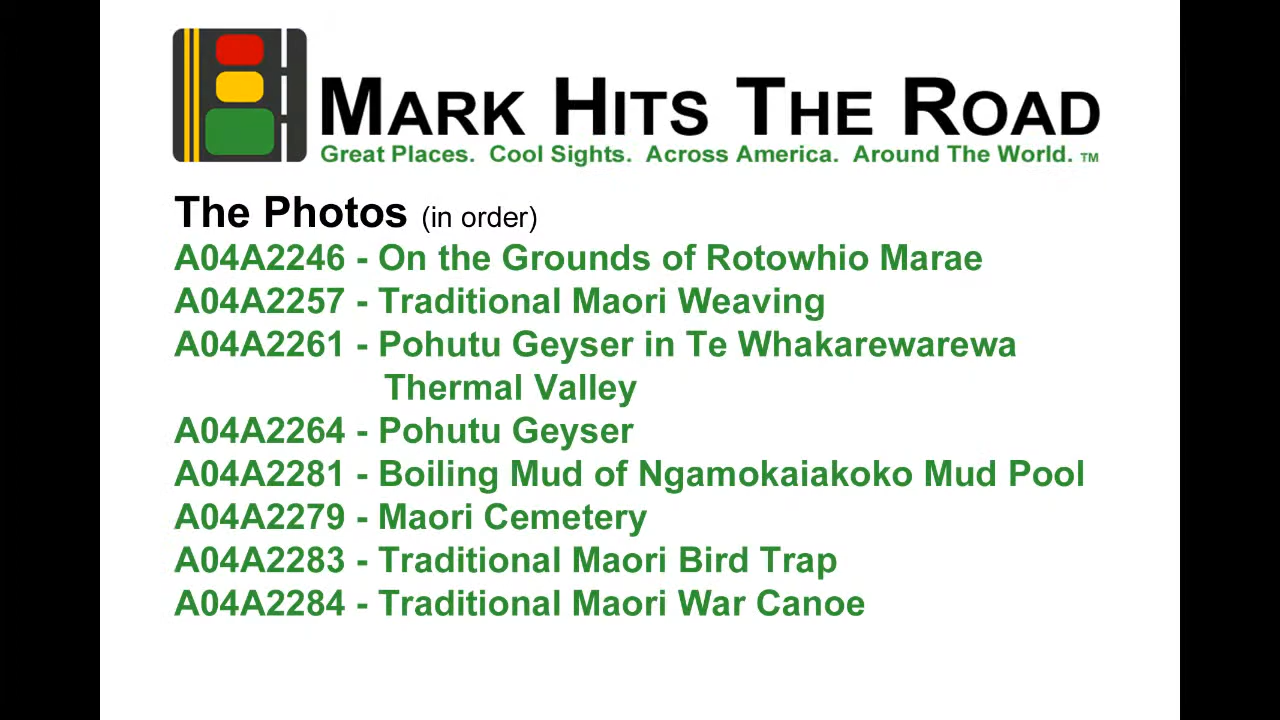 MARK HITS THE ROAD
Great Places. Cool Sights. Across America. Around The World. TM
The Photos (in order)
A04A2246 - On the Grounds of Rotowhio Marae
A04A2257 - Traditional Maori Weaving
A04A2261 - Pohutu Geyser in Te Whakarewarewa
Thermal Valley
A04A2264 - Pohutu Geyser
A04A2281 - Boiling Mud of Ngamokaiakoko Mud Pool
A04A2279 - Maori Cemetery
A04A2283 - Traditional Maori Bird Trap
A04A2284 - Traditional Maori War Canoe